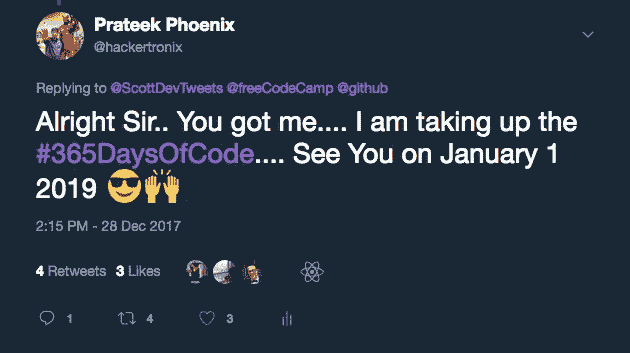 Prateek Phoenix
@hackertronix
Replying to @ScottDevTweets @freeCodeCamp @github
Alright Sir.. You got me.... I am taking up the
#365DaysOfCode.... See You on January 1
2019 😎🙌
2:15 PM - 28 Dec 2017
4 Retweets 3 Likes
1 4 3